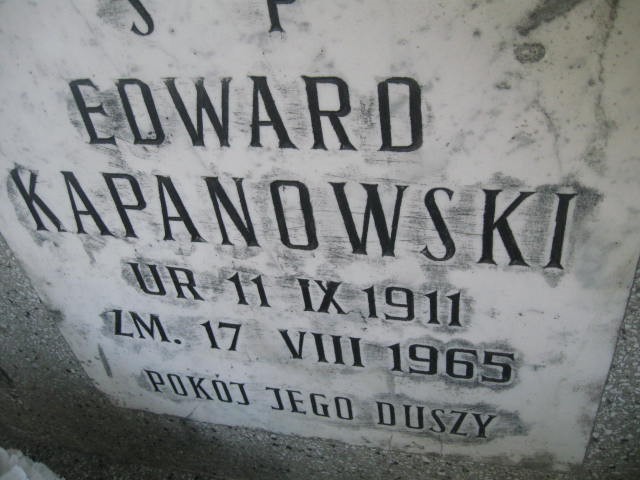 S P
EDWARD
KAPANOWSKI
UR 11 IX 1911
ZM. 17 VIII 1965
POKÓJ JEGO DUSZY